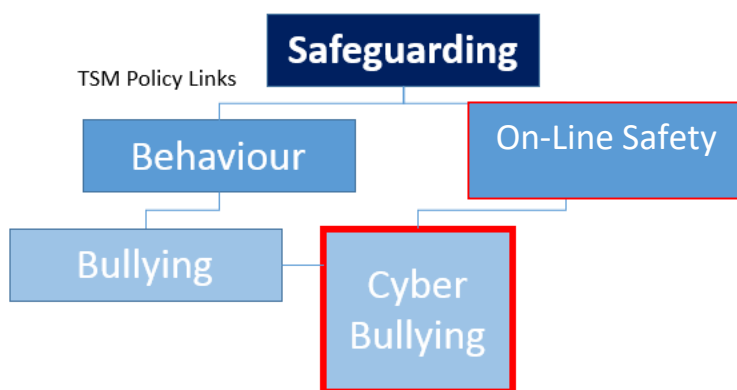 Safeguarding
TSM Policy Links
Behaviour
On-Line Safety
Bullying
Cyber
Bullying